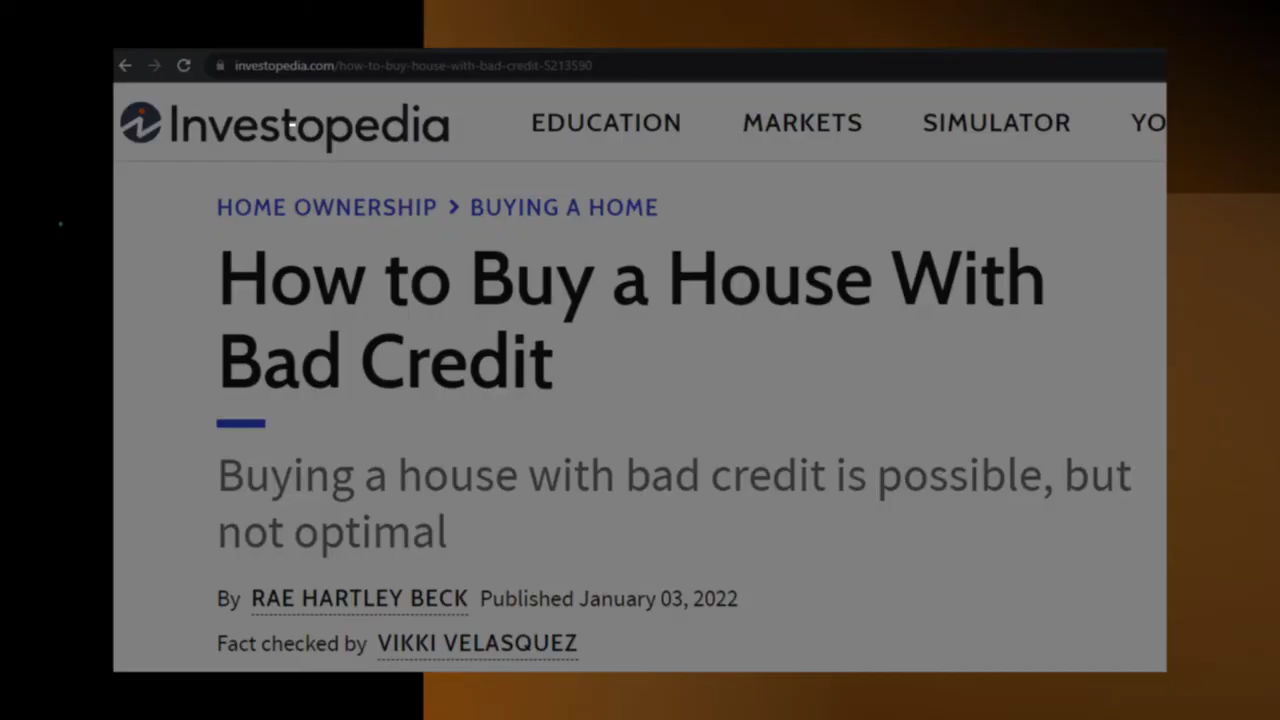 investopedia.com/how-to-buy-house-with-bad-credit-5213590
Investopedia EDUCATION MARKETS SIMULATOR YO
HOME OWNERSHIP > BUYING A HOME
How to Buy a House With
Bad Credit
Buying a house with bad credit is possible, but
not optimal
By RAE HARTLEY BECK Published January 03, 2022
Fact checked by VIKKI VELASQUEZ